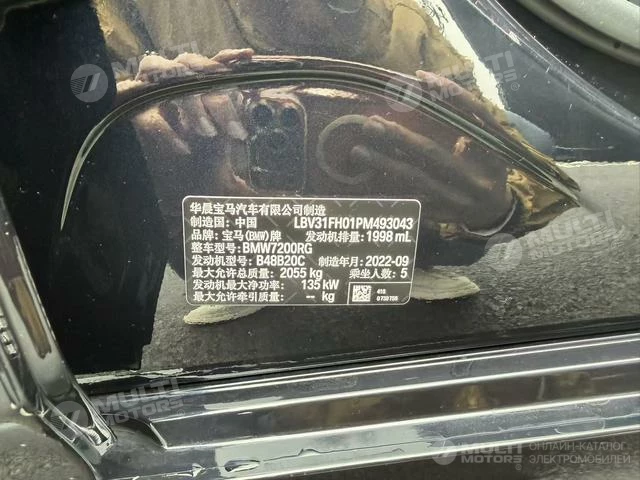 华晨宝马汽车有限公司制造
制造国：中国 LBV31FH01PM493043
品牌：宝马(BMW)牌 发动机排量：1998 mL
整车型号：BMW7200RG
发动机型号：B48B20C 制造年月：2022-09
最大允许总质量：2055 kg 乘坐人数：5
发动机最大净功率：135 kW
最大允许牵引质量：-- kg
MULTI MOTORS
MULTI MOTORS
MULTI MOTORS
MULTI MOTORS
MULTI MOTORS
ОНЛАЙН-КАТАЛОГ
ЭЛЕКТРОМОБИЛЕЙ